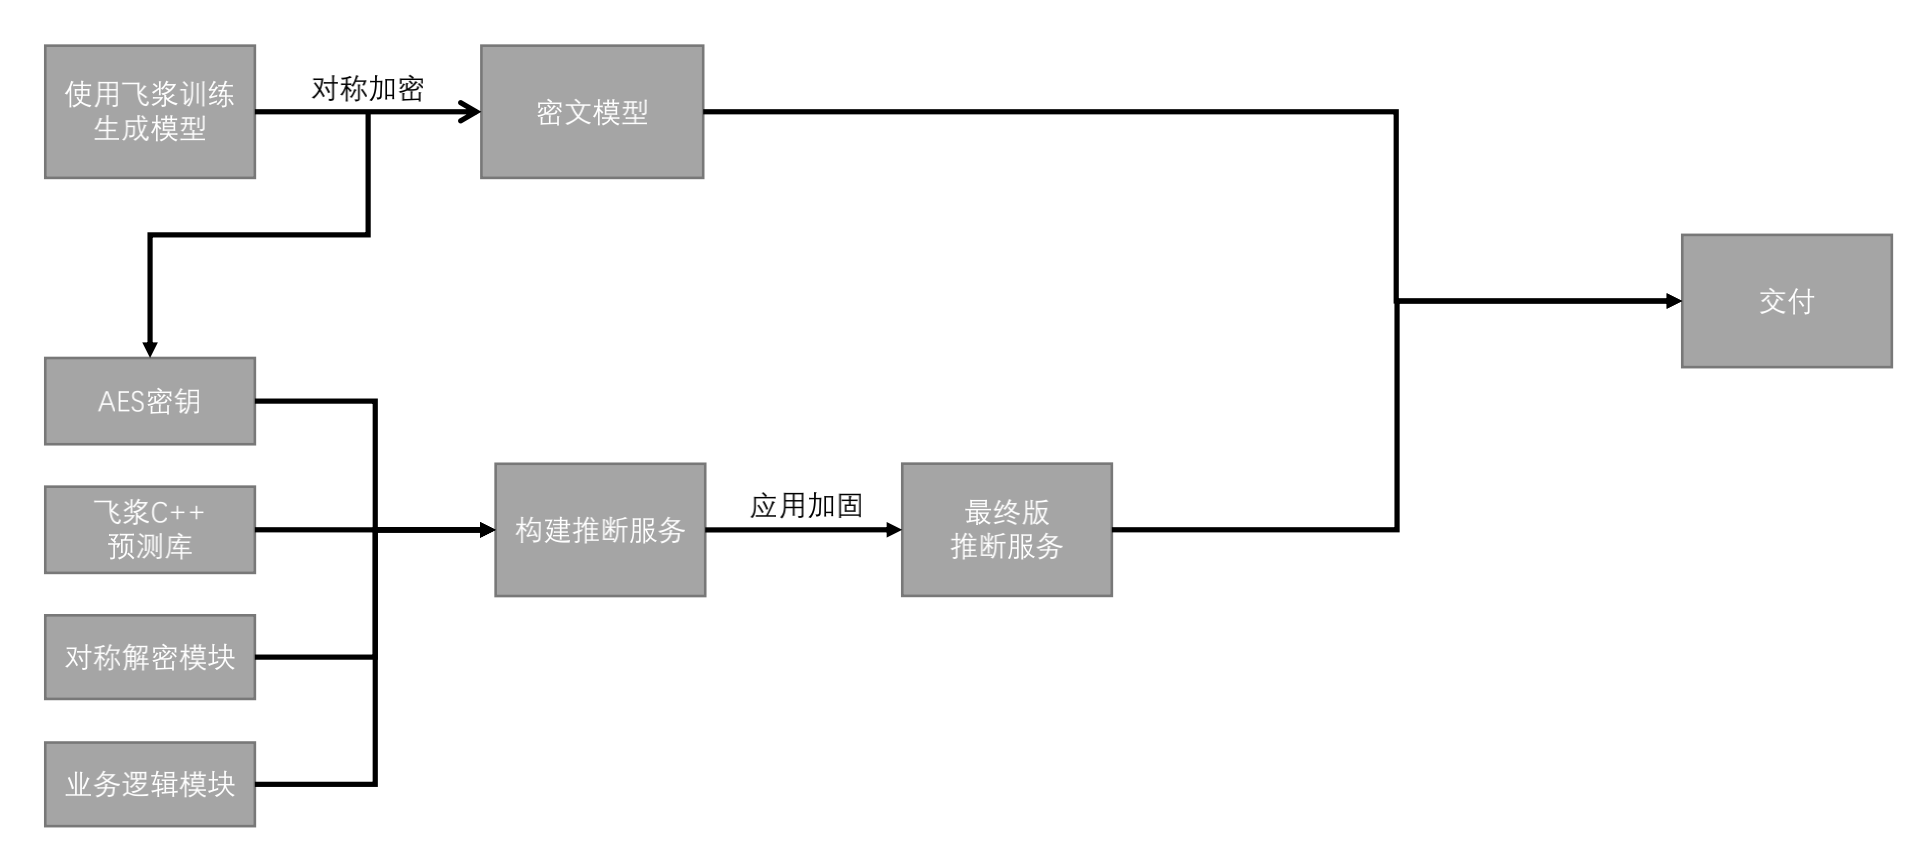 使用飞浆训练
生成模型
对称加密
密文模型
交付
AES密钥
飞浆C++
预测库
构建推断服务
应用加固
最终版
推断服务
对称解密模块
业务逻辑模块